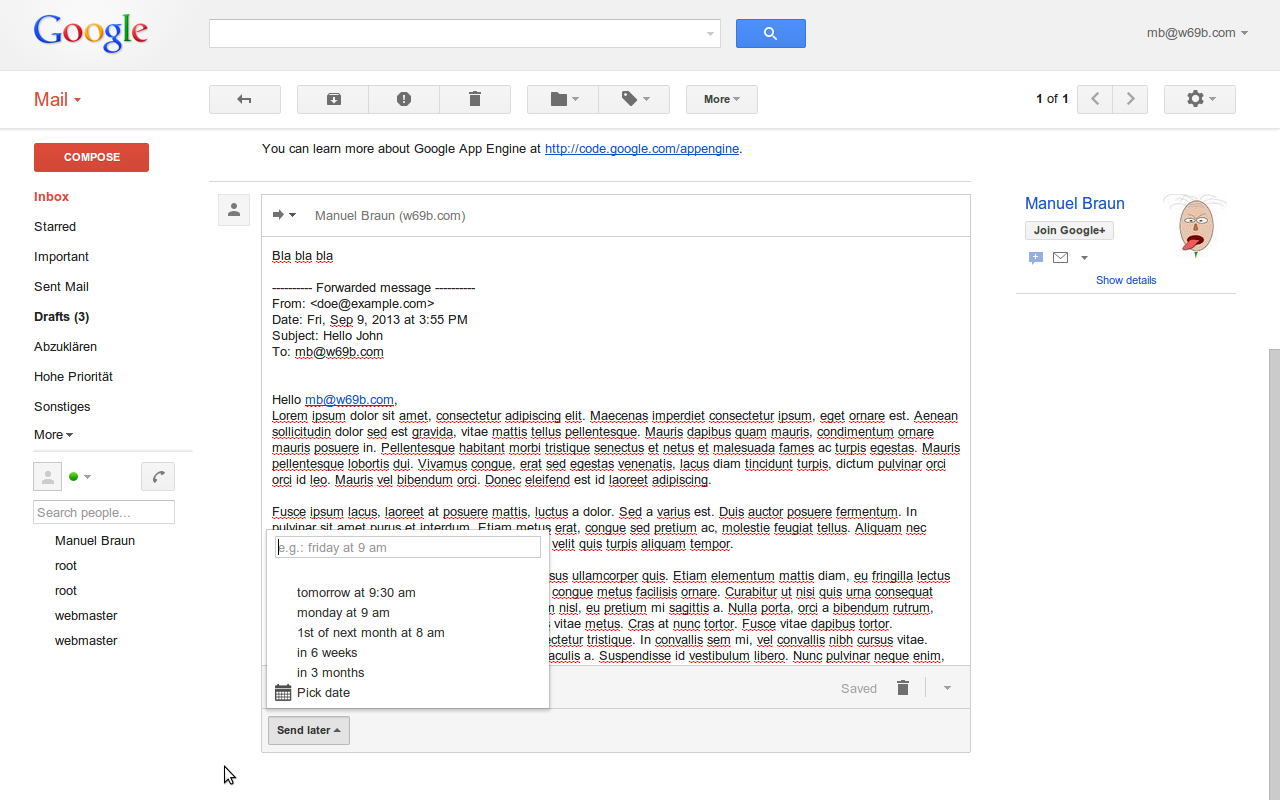 Google
mb@w69b.com
Mail
More
1 of 1
COMPOSE
Inbox
Starred
Important
Sent Mail
Drafts (3)
Abzuklären
Hohe Priorität
Sonstiges
More
Search people...
Manuel Braun
root
root
webmaster
webmaster
You can learn more about Google App Engine at http://code.google.com/appengine.
Manuel Braun (w69b.com)
Bla bla bla
---------- Forwarded message ----------
From: <doe@example.com>
Date: Fri, Sep 9, 2013 at 3:55 PM
Subject: Hello John
To: mb@w69b.com
Hello mb@w69b.com,
Lorem ipsum dolor sit amet, consectetur adipiscing elit. Maecenas imperdiet consectetur ipsum, eget ornare est. Aenean
sollicitudin dolor sed est gravida, vitae mattis tellus pellentesque. Mauris dapibus quam mauris, condimentum ornare
mauris posuere in. Pellentesque habitant morbi tristique senectus et netus et malesuada fames ac turpis egestas. Mauris
pellentesque lobortis dui. Vivamus congue, erat sed egestas venenatis, lacus diam tincidunt turpis, dictum pulvinar orci
orci id leo. Mauris vel bibendum orci. Donec eleifend est id laoreet adipiscing.
Fusce ipsum lacus, laoreet at posuere mattis, luctus a dolor. Sed a varius est. Duis auctor posuere fermentum. In
pulvinar sit amet purus et interdum. Etiam metus erat, congue sed pretium ac, molestie feugiat tellus. Aliquam nec
velit quis turpis aliquam tempor.
sus ullamcorper quis. Etiam elementum mattis diam, eu fringilla lectus
congue metus facilisis ornare. Curabitur ut nisi quis urna consequat
nisl, eu pretium mi sagittis a. Nulla porta, orci a bibendum rutrum,
vitae metus. Cras at nunc tortor. Fusce vitae dapibus tortor.
ctetur tristique. In convallis sem mi, vel convallis nibh cursus vitae.
aculis a. Suspendisse id vestibulum libero. Nunc pulvinar neque enim,
e.g.: friday at 9 am
tomorrow at 9:30 am
monday at 9 am
1st of next month at 8 am
in 6 weeks
in 3 months
Pick date
Saved
Send later
Manuel Braun
Join Google+
Show details